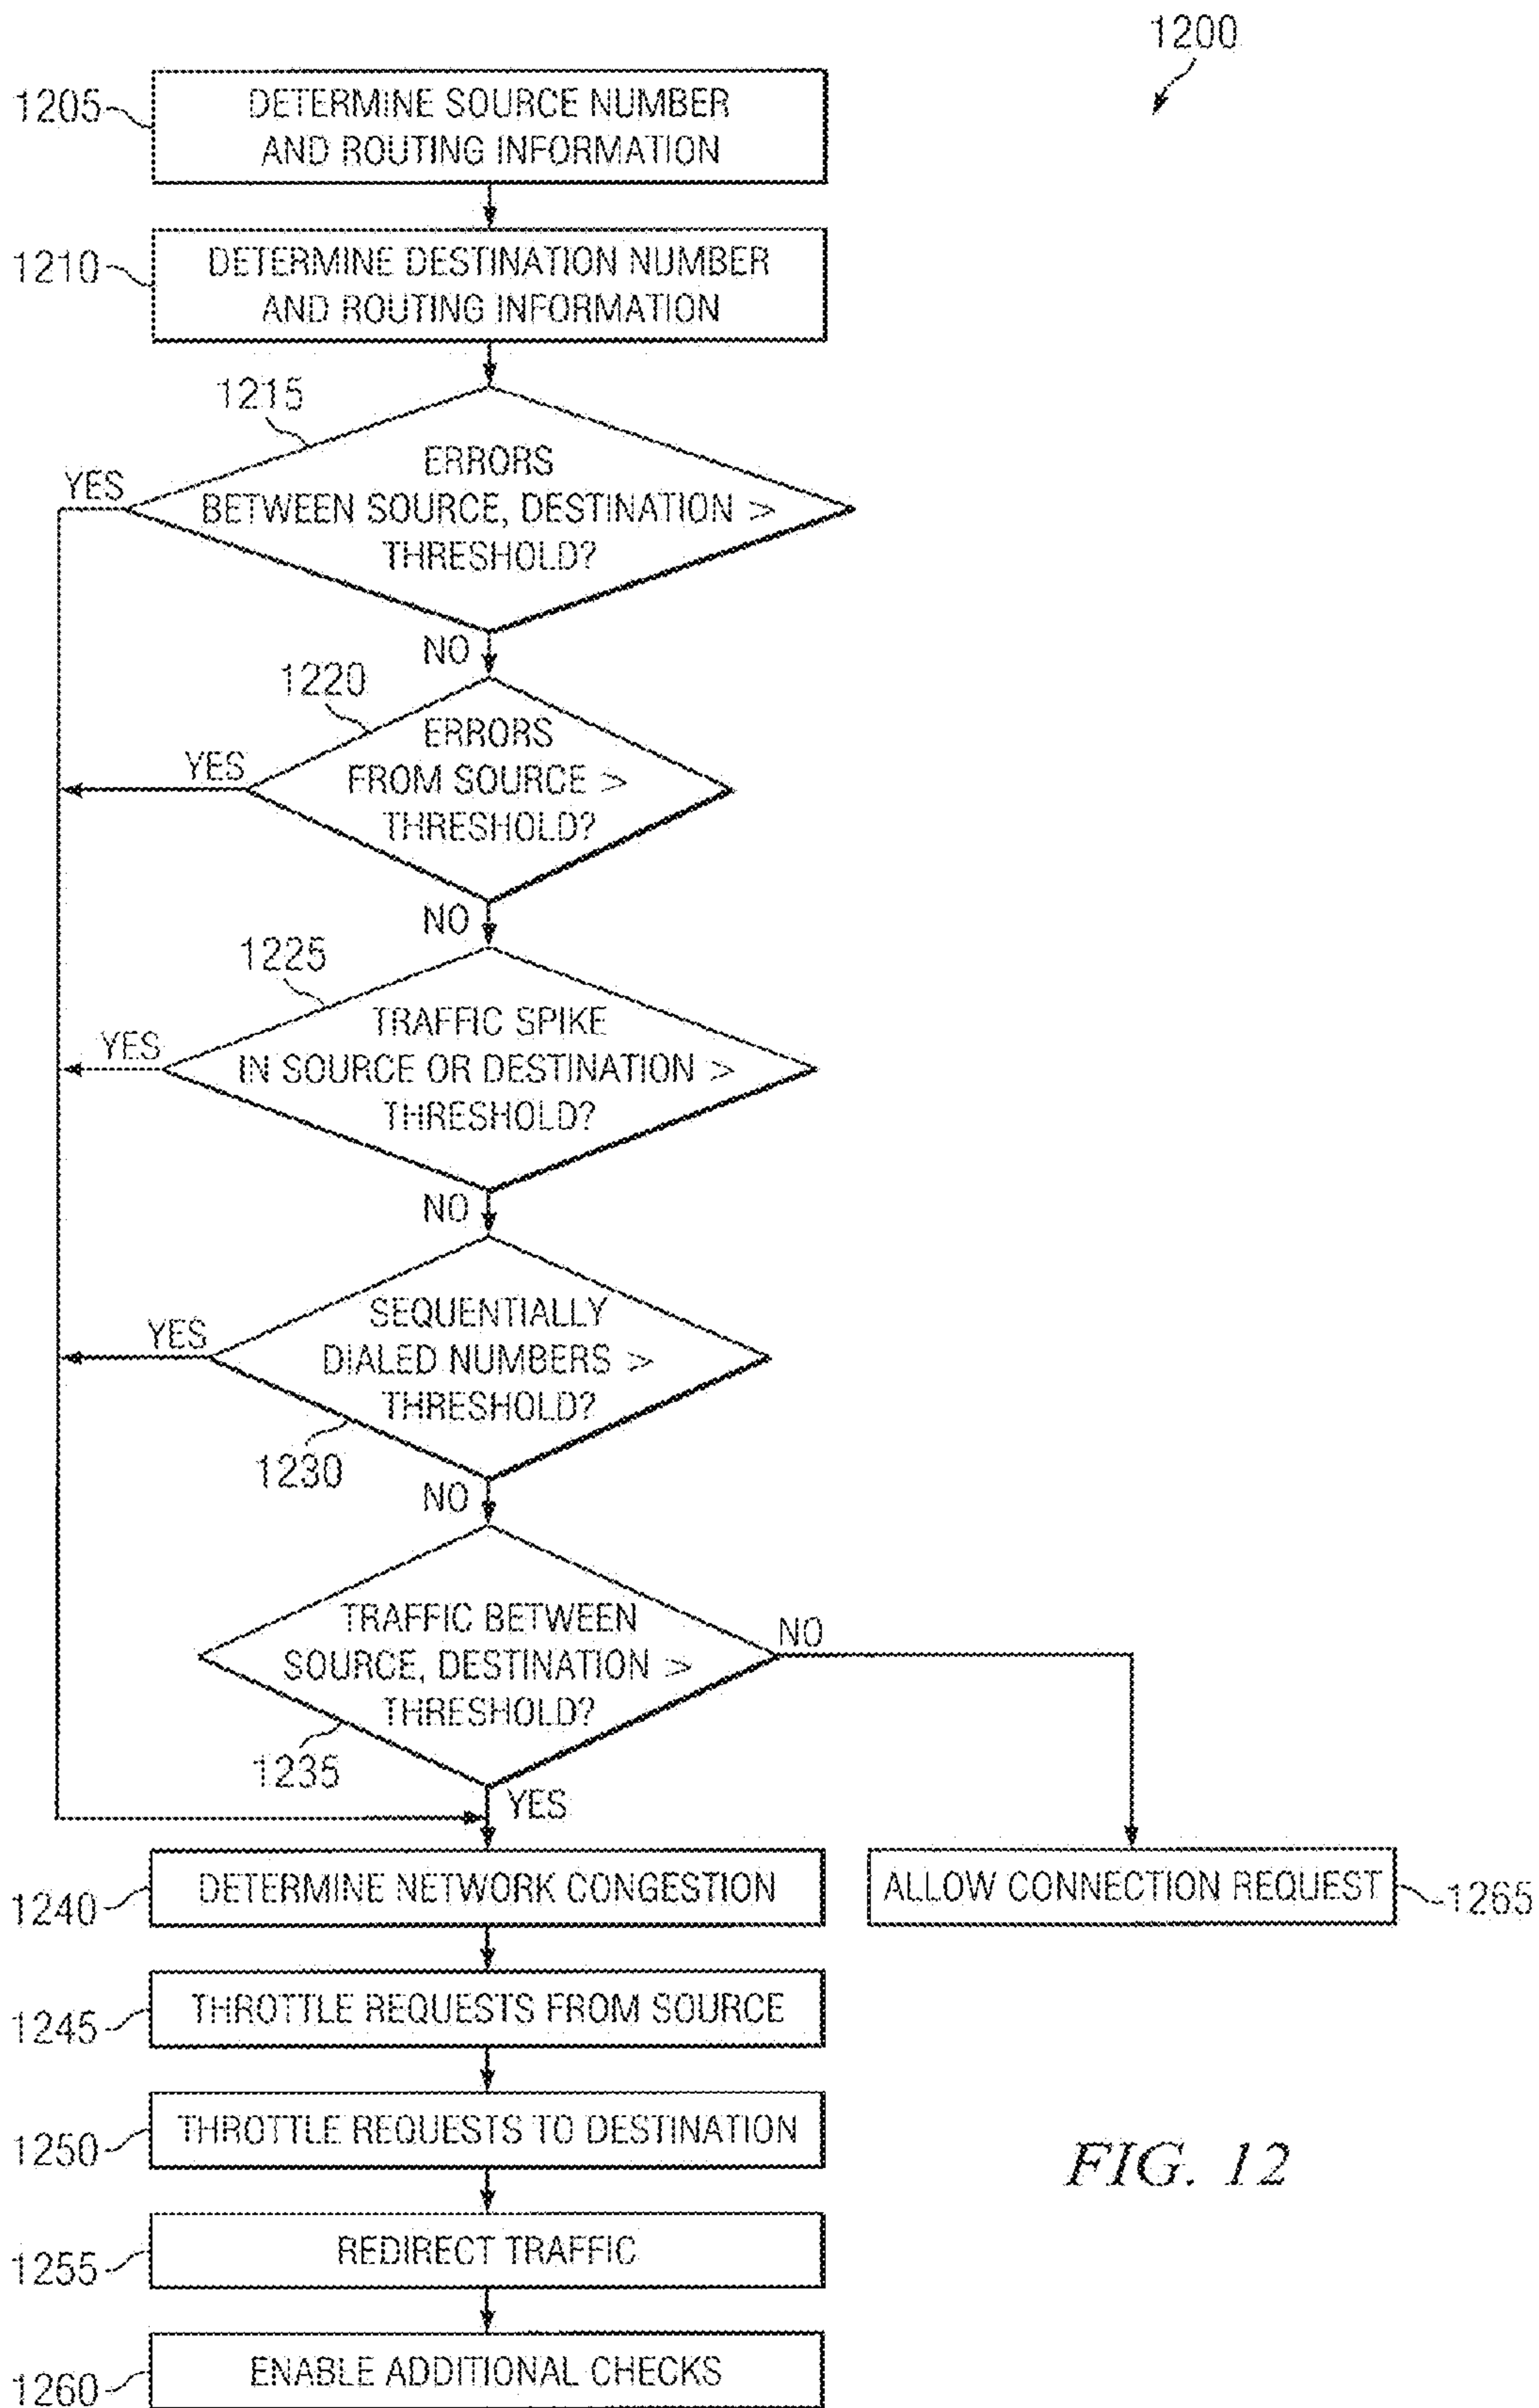 1200
1205
DETERMINE SOURCE NUMBER
AND ROUTING INFORMATION
1210
DETERMINE DESTINATION NUMBER
AND ROUTING INFORMATION
1215
YES
ERRORS
BETWEEN SOURCE, DESTINATION >
THRESHOLD?
NO
1220
YES
ERRORS
FROM SOURCE >
THRESHOLD?
NO
1225
YES
TRAFFIC SPIKE
IN SOURCE OR DESTINATION >
THRESHOLD?
NO
YES
SEQUENTIALLY
DIALED NUMBERS >
THRESHOLD?
1230
NO
TRAFFIC BETWEEN
SOURCE, DESTINATION >
THRESHOLD?
NO
1235
YES
1240
DETERMINE NETWORK CONGESTION
ALLOW CONNECTION REQUEST
1265
1245
THROTTLE REQUESTS FROM SOURCE
1250
THROTTLE REQUESTS TO DESTINATION
FIG. 12
1255
REDIRECT TRAFFIC
1260
ENABLE ADDITIONAL CHECKS